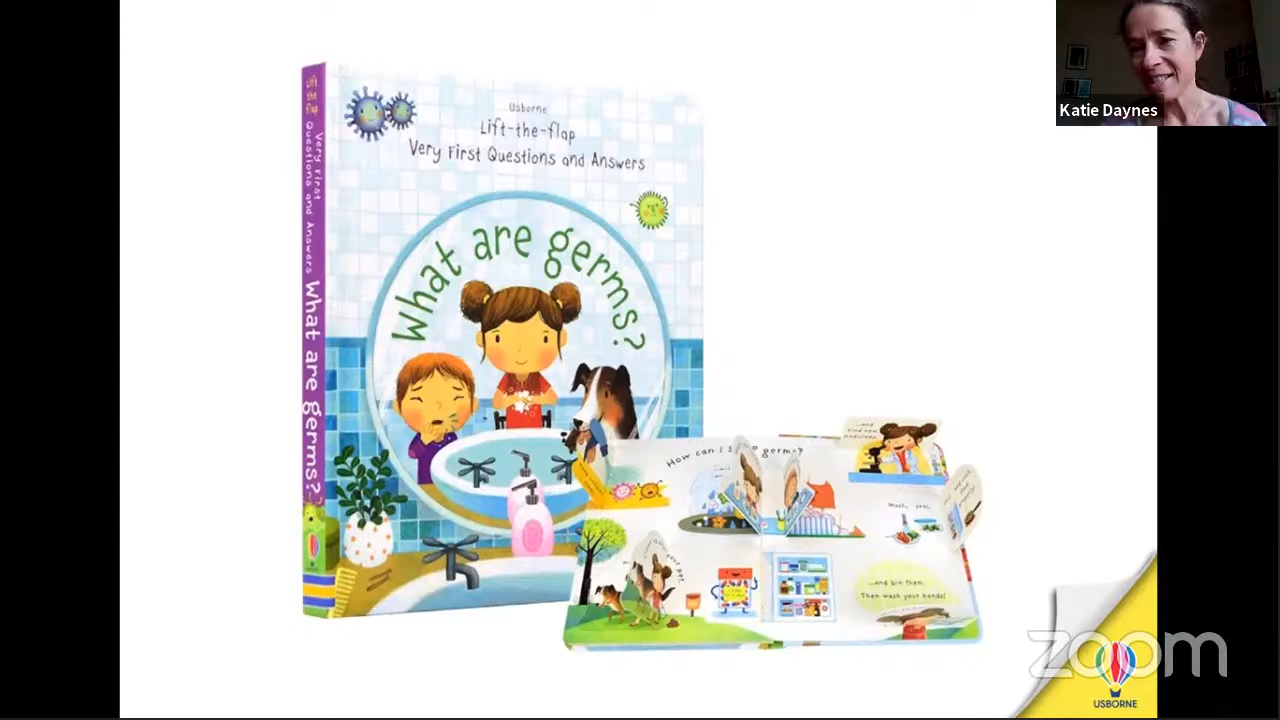 Katie Daynes
Usborne
Lift-the-flap
Very First Questions and Answers
What are germs?
Lift
the
flap
Very First
Questions and Answers
What are germs?
How can I
...and
find new
medicines.
wash, seal,
...and bin them.
Then wash your hands!
zoom
USBORNE